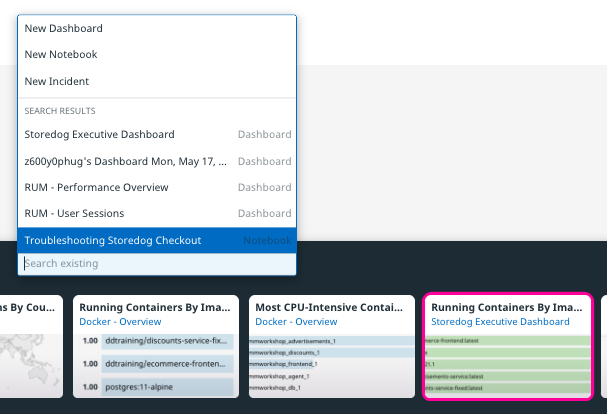 New Dashboard
New Notebook
New Incident
SEARCH RESULTS
Storedog Executive Dashboard Dashboard
z600y0phug's Dashboard Mon, May 17, ... Dashboard
RUM - Performance Overview Dashboard
RUM - User Sessions Dashboard
Troubleshooting Storedog Checkout Notebook
Search existing
ns By Cou...
Running Containers By Ima...
Docker - Overview
1.00 ddtraining/discounts-service-fix...
1.00 ddtraining/ecommerce-fronten...
1.00 postgres:11-alpine
Most CPU-Intensive Contai...
Docker - Overview
mmworkshop_advertisements_1
mmworkshop_discounts_1
mmworkshop_frontend_1
mmworkshop_agent_1
mmworkshop_db_1
Running Containers By Ima...
Storedog Executive Dashboard
merce-frontend:latest
21.1
sements-service:latest
nts-service-fixed:latest